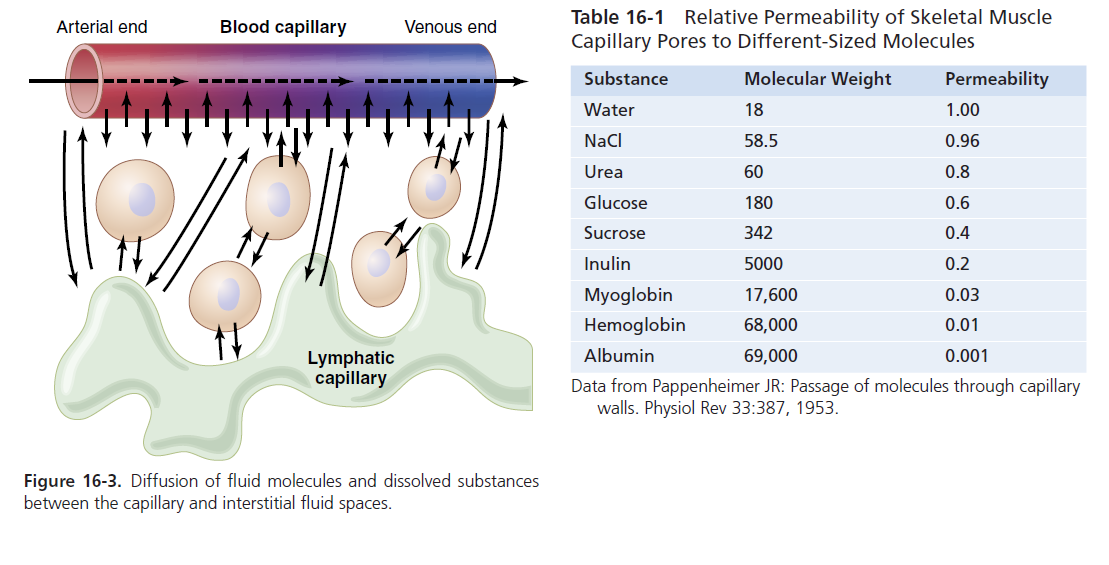 Arterial end
Blood capillary
Venous end
Lymphatic
capillary
Figure 16-3. Diffusion of fluid molecules and dissolved substances
between the capillary and interstitial fluid spaces.
Table 16-1 Relative Permeability of Skeletal Muscle
Capillary Pores to Different-Sized Molecules
Substance Molecular Weight Permeability
Water 18 1.00
NaCl 58.5 0.96
Urea 60 0.8
Glucose 180 0.6
Sucrose 342 0.4
Inulin 5000 0.2
Myoglobin 17,600 0.03
Hemoglobin 68,000 0.01
Albumin 69,000 0.001
Data from Pappenheimer JR: Passage of molecules through capillary
walls. Physiol Rev 33:387, 1953.